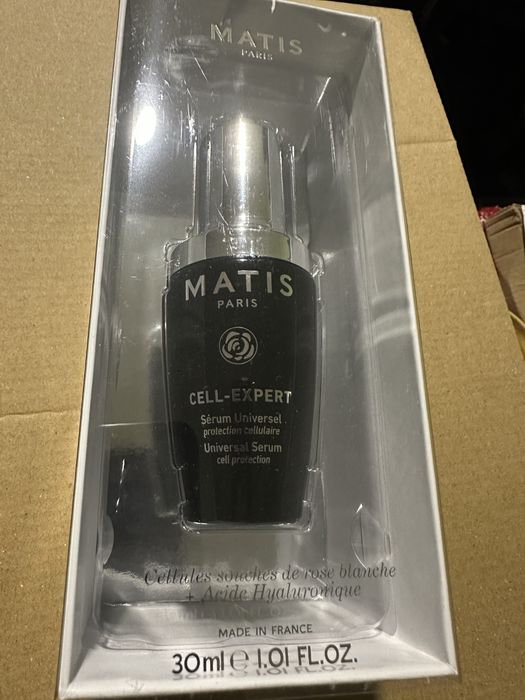 MATIS
PARIS
MATIS
PARIS
CELL-EXPERT
Sérum Universel
protection cellulaire
Universal Serum
cell protection
Cellules souches de rose blanche
+ Acide Hyaluronique
MADE IN FRANCE
30ml ℮ 1.01 FL.OZ.